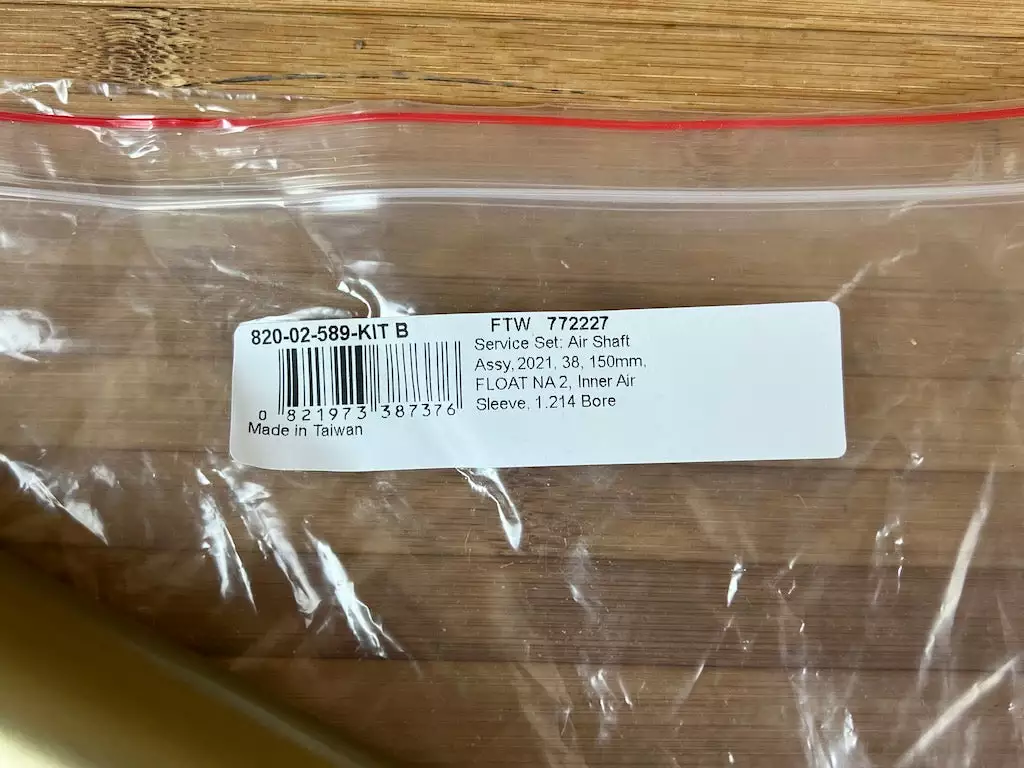 820-02-589-KIT B
0 821973 387376
Made in Taiwan
FTW 772227
Service Set: Air Shaft
Assy, 2021, 38, 150mm,
FLOAT NA 2, Inner Air
Sleeve, 1.214 Bore